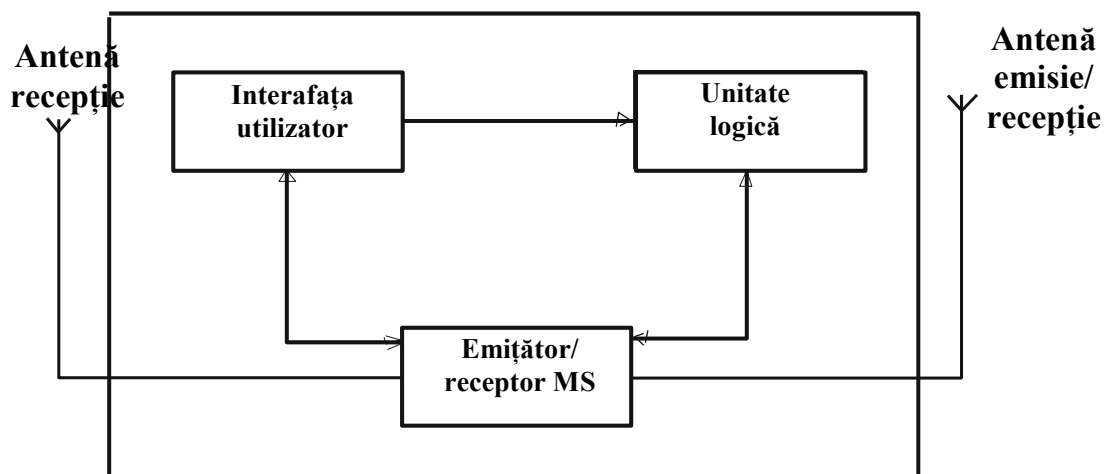 Antenă
recepție
Interafața
utilizator
Unitate
logică
Antenă
emisie/
recepție
Emițător/
receptor MS